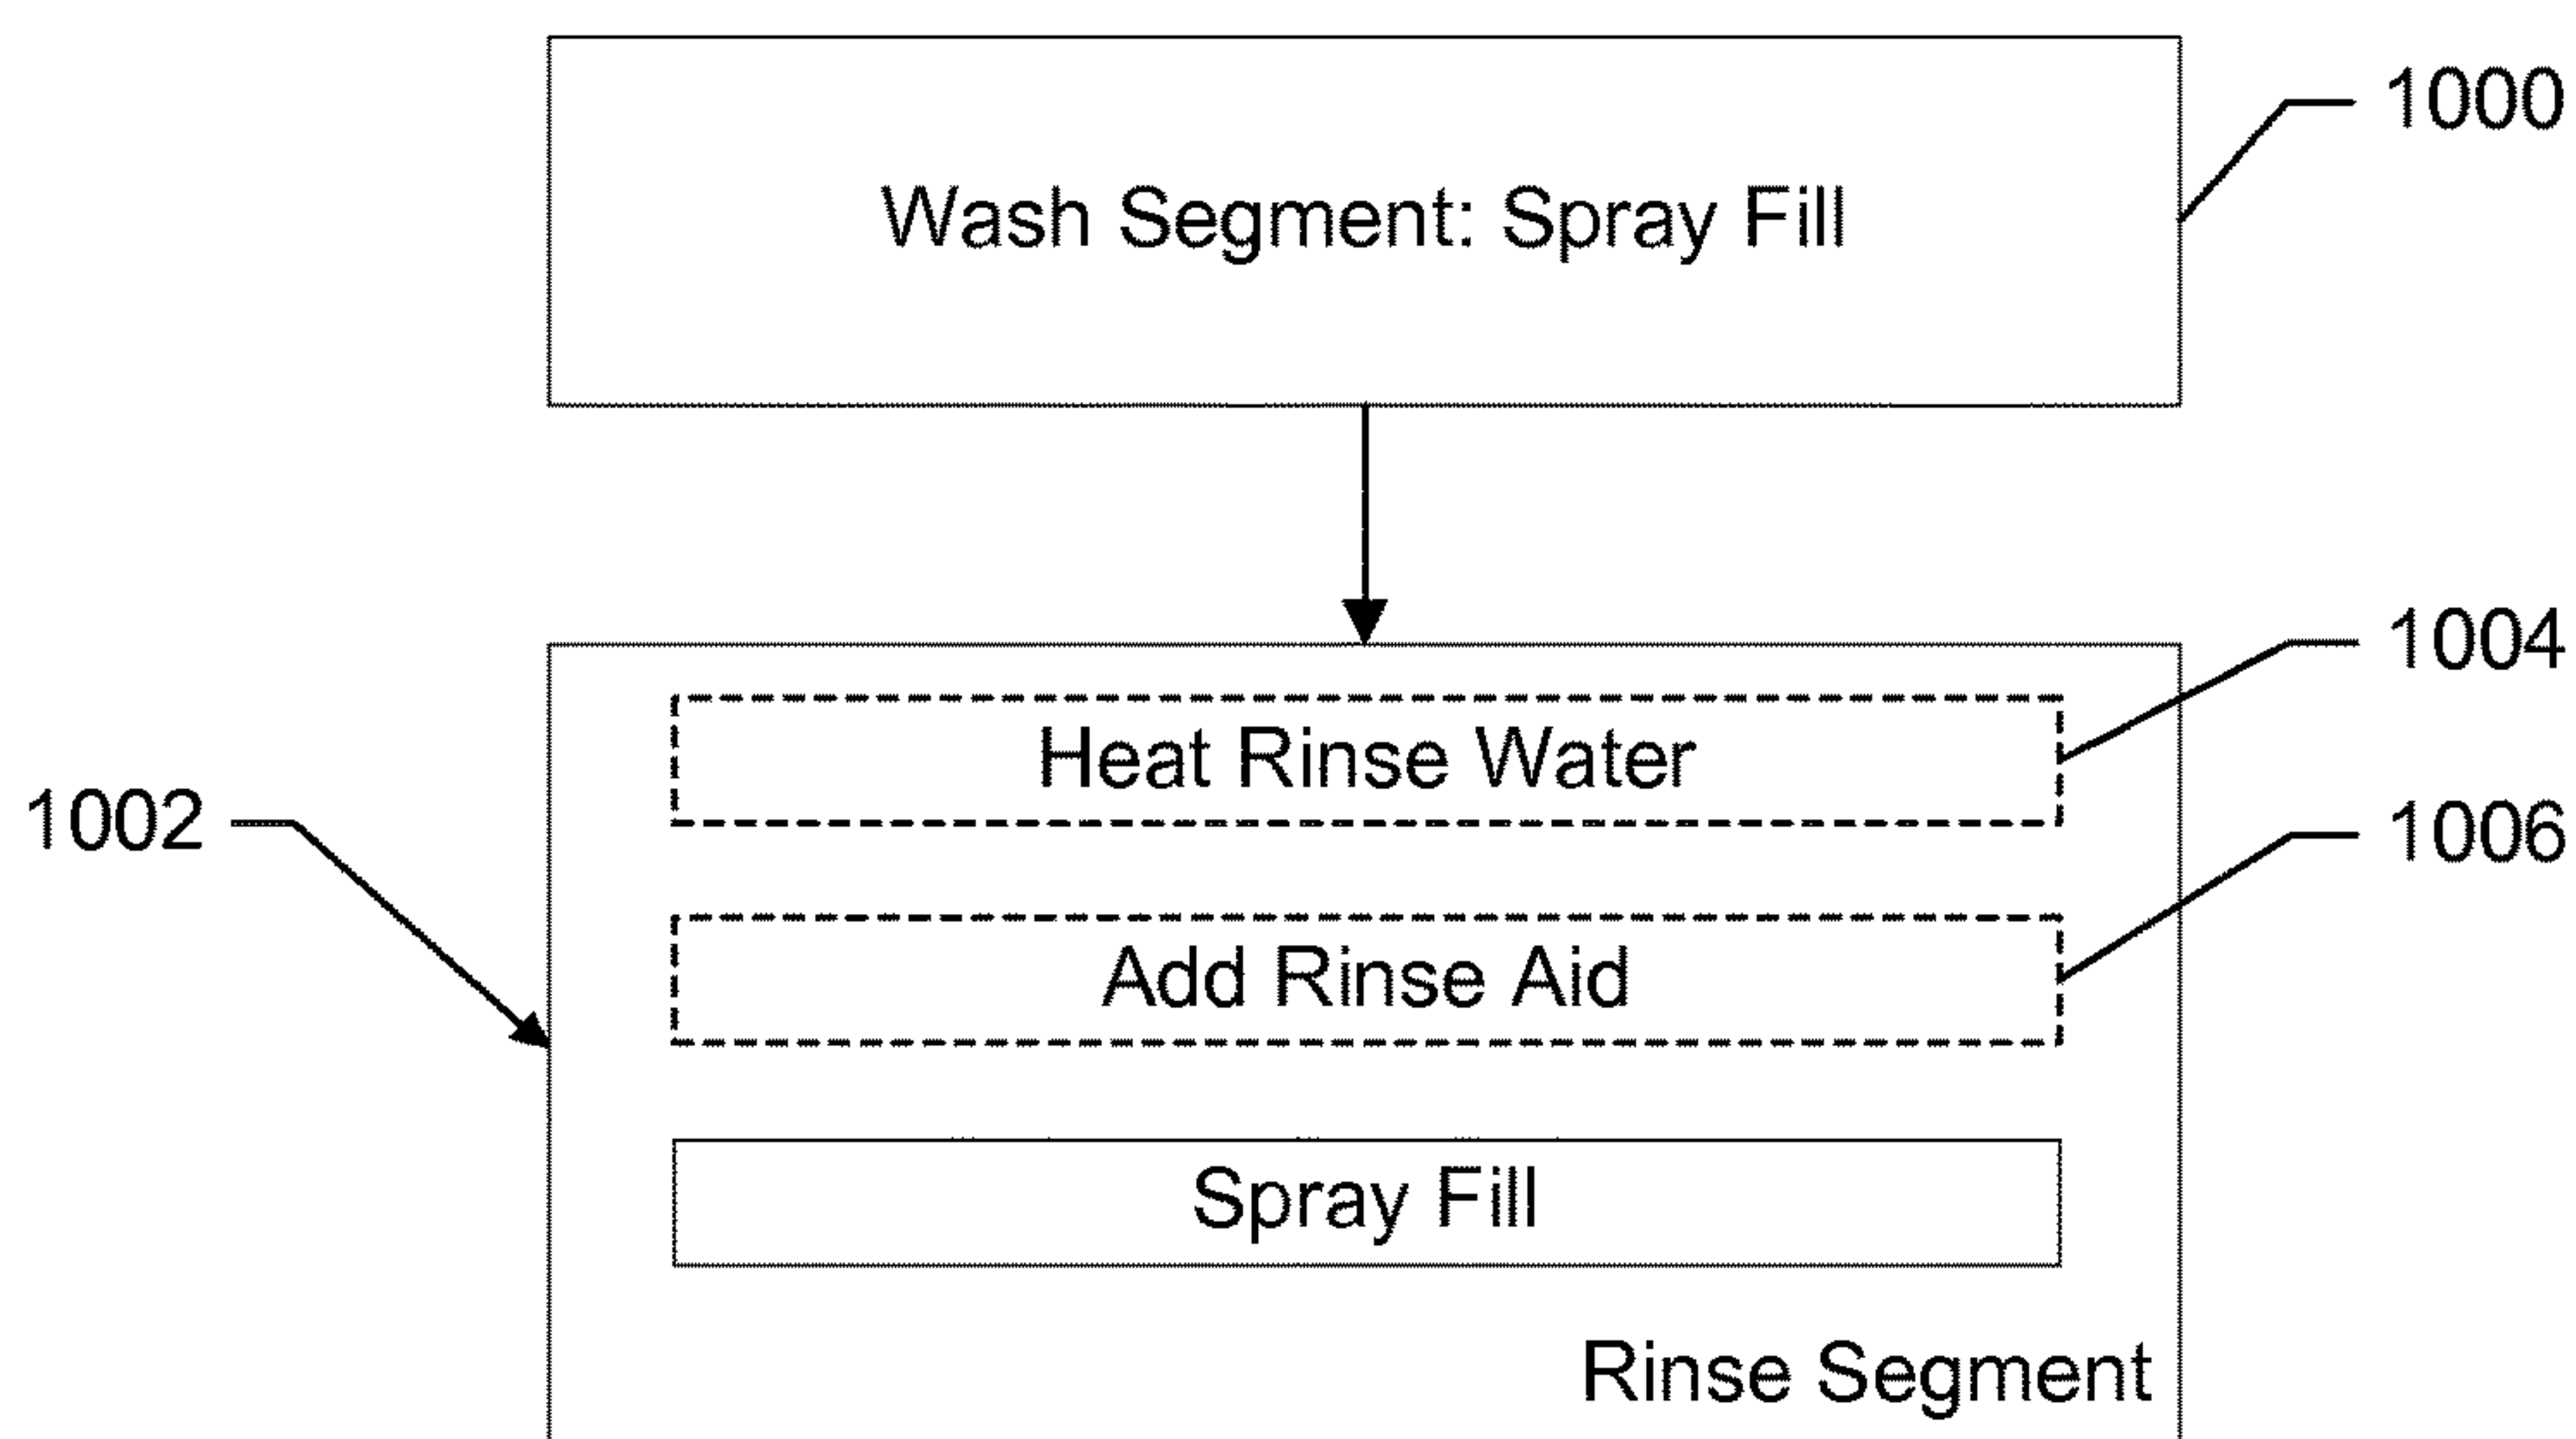 Wash Segment: Spray Fill
1000
1002
Heat Rinse Water
1004
Add Rinse Aid
1006
Spray Fill
Rinse Segment